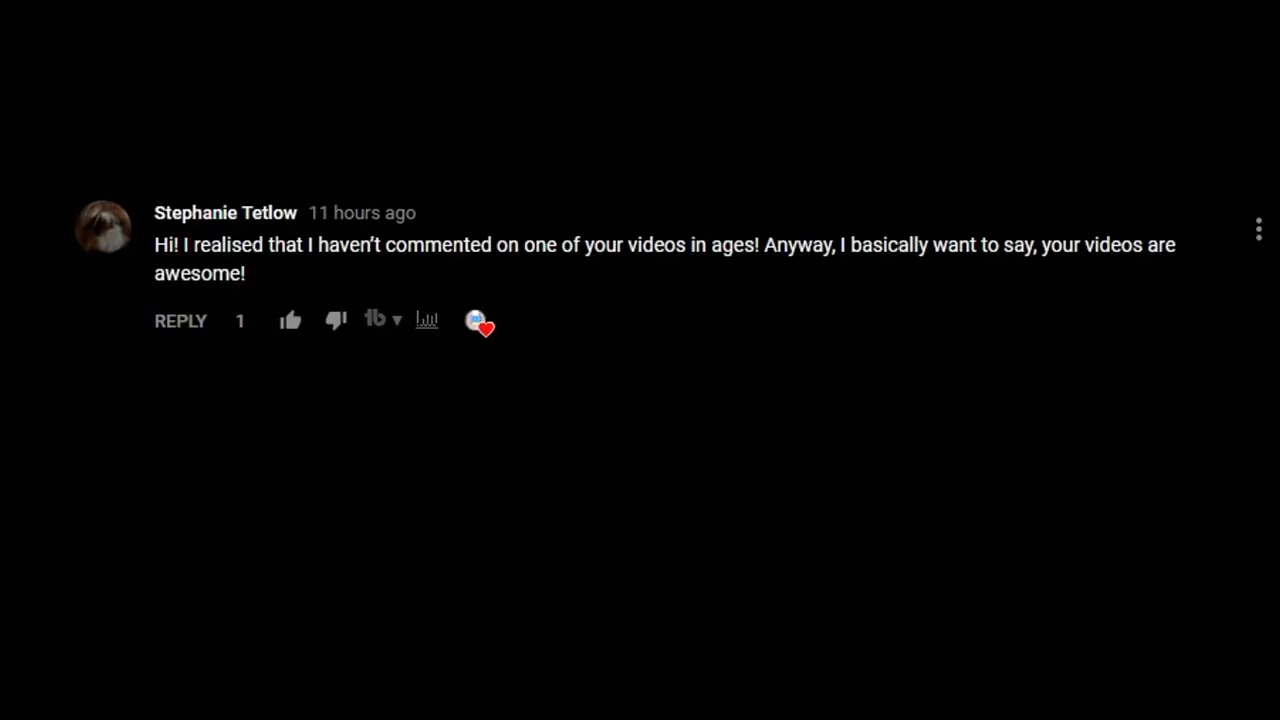 Stephanie Tetlow 11 hours ago
Hi! I realised that I haven't commented on one of your videos in ages! Anyway, I basically want to say, your videos are
awesome!
REPLY 1 tb